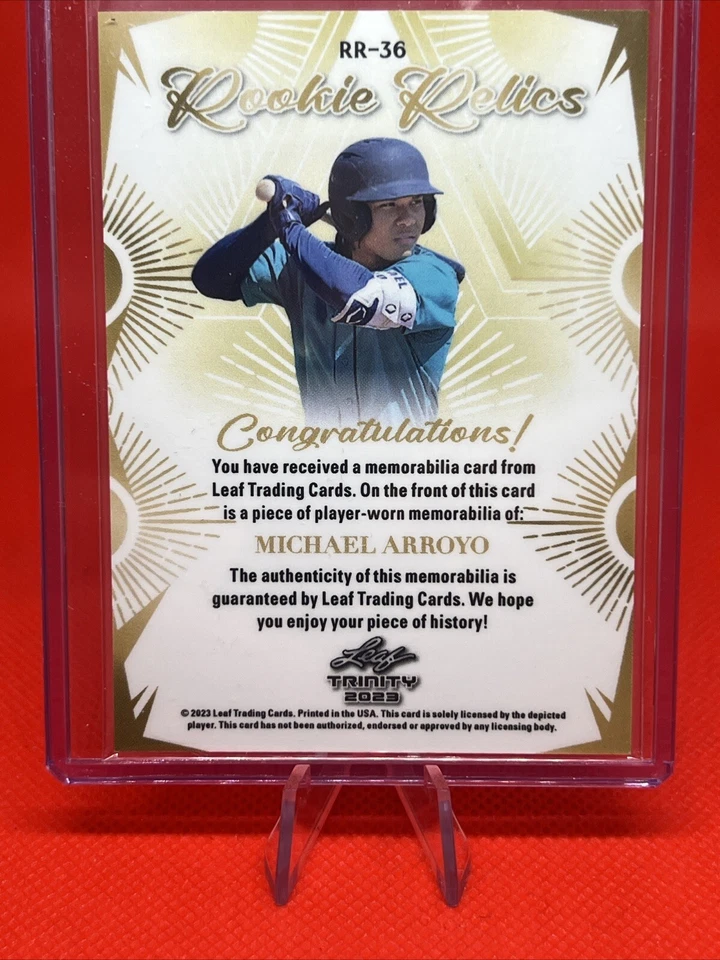 RR-36
Rookie Relics
Congratulations!
You have received a memorabilia card from
Leaf Trading Cards. On the front of this card
is a piece of player-worn memorabilia of:
MICHAEL ARROYO
The authenticity of this memorabilia is
guaranteed by Leaf Trading Cards. We hope
you enjoy your piece of history!
Leaf
TRINITY
2023
© 2023 Leaf Trading Cards. Printed in the USA. This card is solely licensed by the depicted
player. This card has not been authorized, endorsed or approved by any licensing body.